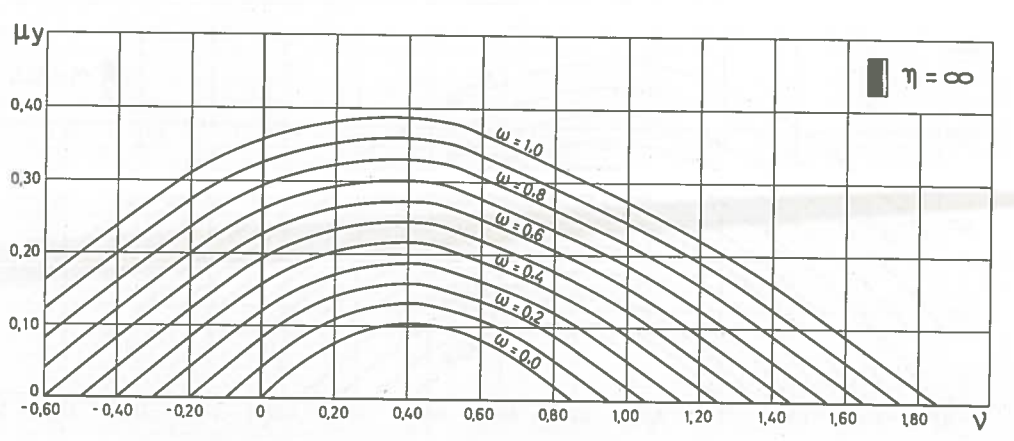 μy
η = ∞
0,40
ω = 1.0
0,30
ω = 0.8
ω = 0.6
0,20
ω = 0.4
ω = 0.2
0,10
ω = 0.0
0
-0,60 -0,40 -0,20 0 0,20 0,40 0,60 0,80 1,00 1,20 1,40 1,60 1,80 ν